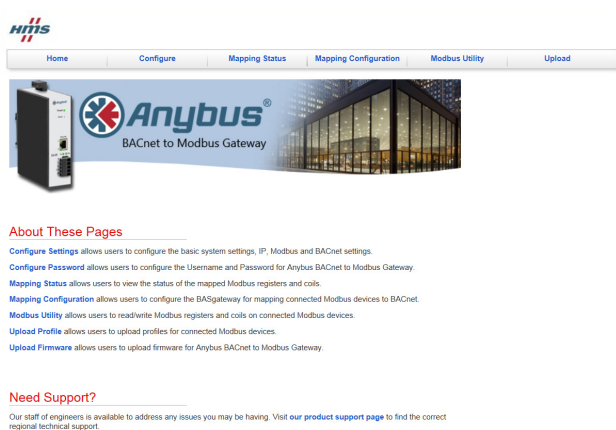 HMS
Home Configure Mapping Status Mapping Configuration Modbus Utility Upload
Anybus®
BACnet to Modbus Gateway
About These Pages
Configure Settings allows users to configure the basic system settings, IP, Modbus and BACnet settings.
Configure Password allows users to configure the Username and Password for Anybus BACnet to Modbus Gateway.
Mapping Status allows users to view the status of the mapped Modbus registers and coils.
Mapping Configuration allows users to configure the BASgateway for mapping connected Modbus devices to BACnet.
Modbus Utility allows users to read/write Modbus registers and coils on connected Modbus devices.
Upload Profile allows users to upload profiles for connected Modbus devices.
Upload Firmware allows users to upload firmware for Anybus BACnet to Modbus Gateway.
Need Support?
Our staff of engineers is available to address any issues you may be having. Visit our product support page to find the correct
regional technical support.